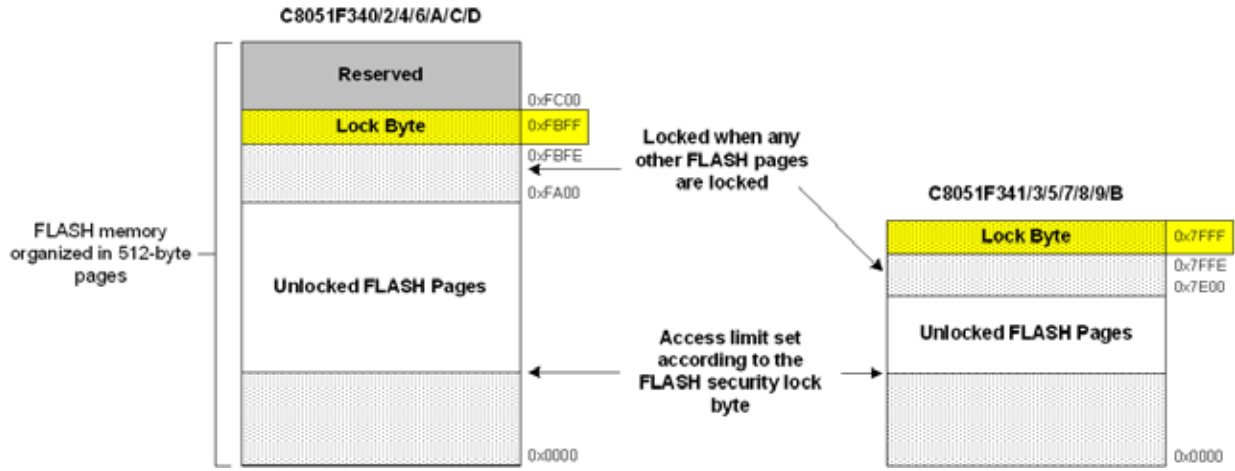 C8051F340/2/4/6/A/C/D
Reserved
0xFC00
Lock Byte
0xFBFF
0xFBFE
0xFA00
FLASH memory
organized in 512-byte
pages
Unlocked FLASH Pages
0x0000
Locked when any
other FLASH pages
are locked
Access limit set
according to the
FLASH security lock
byte
C8051F341/3/5/7/8/9/B
Lock Byte
0x7FFF
0x7FFE
0x7E00
Unlocked FLASH Pages
0x0000